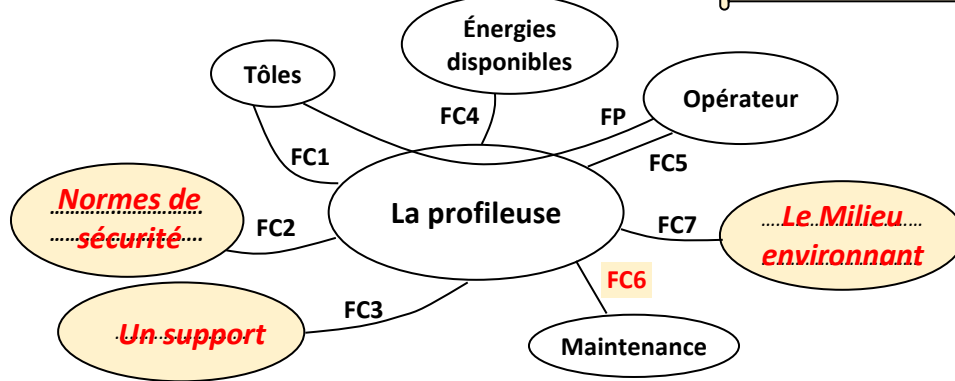 Énergies
disponibles
Tôles
Opérateur
FC4
FP
FC1
FC5
Normes de
sécurité
FC2
La profileuse
FC7
Le Milieu
environnant
FC6
FC3
Un support
Maintenance